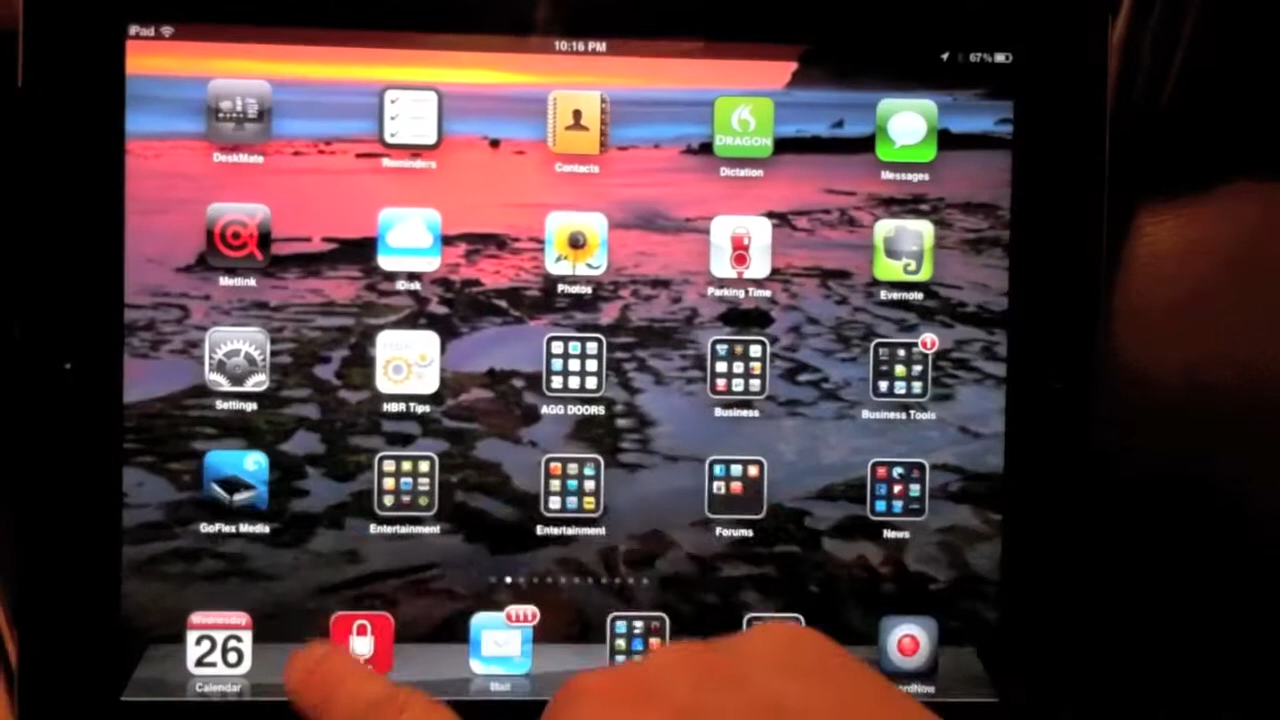 iPad
10:16 PM
67%
DeskMate
Reminders
Contacts
DRAGON
Dictation
Messages
Metlink
iDisk
Photos
Parking Time
Evernote
1
Settings
HBR Tips
AGG DOORS
Business
Business Tools
GoFlex Media
Entertainment
Entertainment
Forums
News
Wednesday
26
111
Calendar
Mail